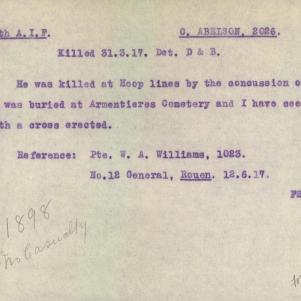 th A.I.F. C. ABELSON, 2026.
Killed 31.3.17. Det. D & B.
He was killed at Hoop lines by the concussion o
was buried at Armentieres Cemetery and I have see
th a cross erected.
Reference: Pte. W. A. Williams, 1023.
No.12 General, Rouen. 12.6.17.
1898
No Casualty